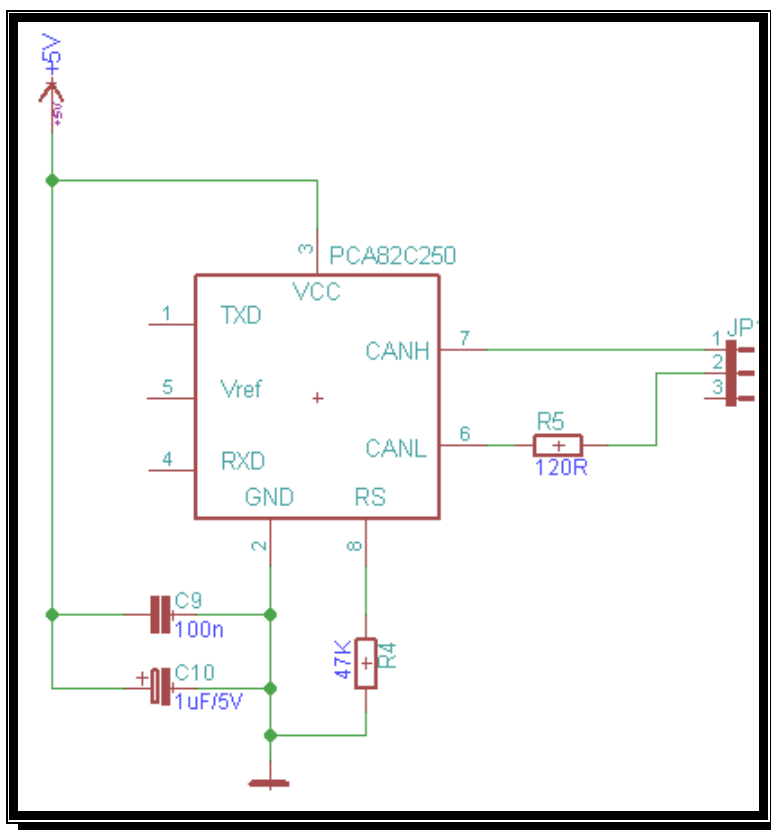 +5V
+5V
3
PCA82C250
VCC
1
TXD
7
CANH
1
JP1
2
3
5
Vref
4
RXD
6
CANL
R5
120R
GND
RS
2
8
C9
100n
47K
R4
+
C10
1uF/5V